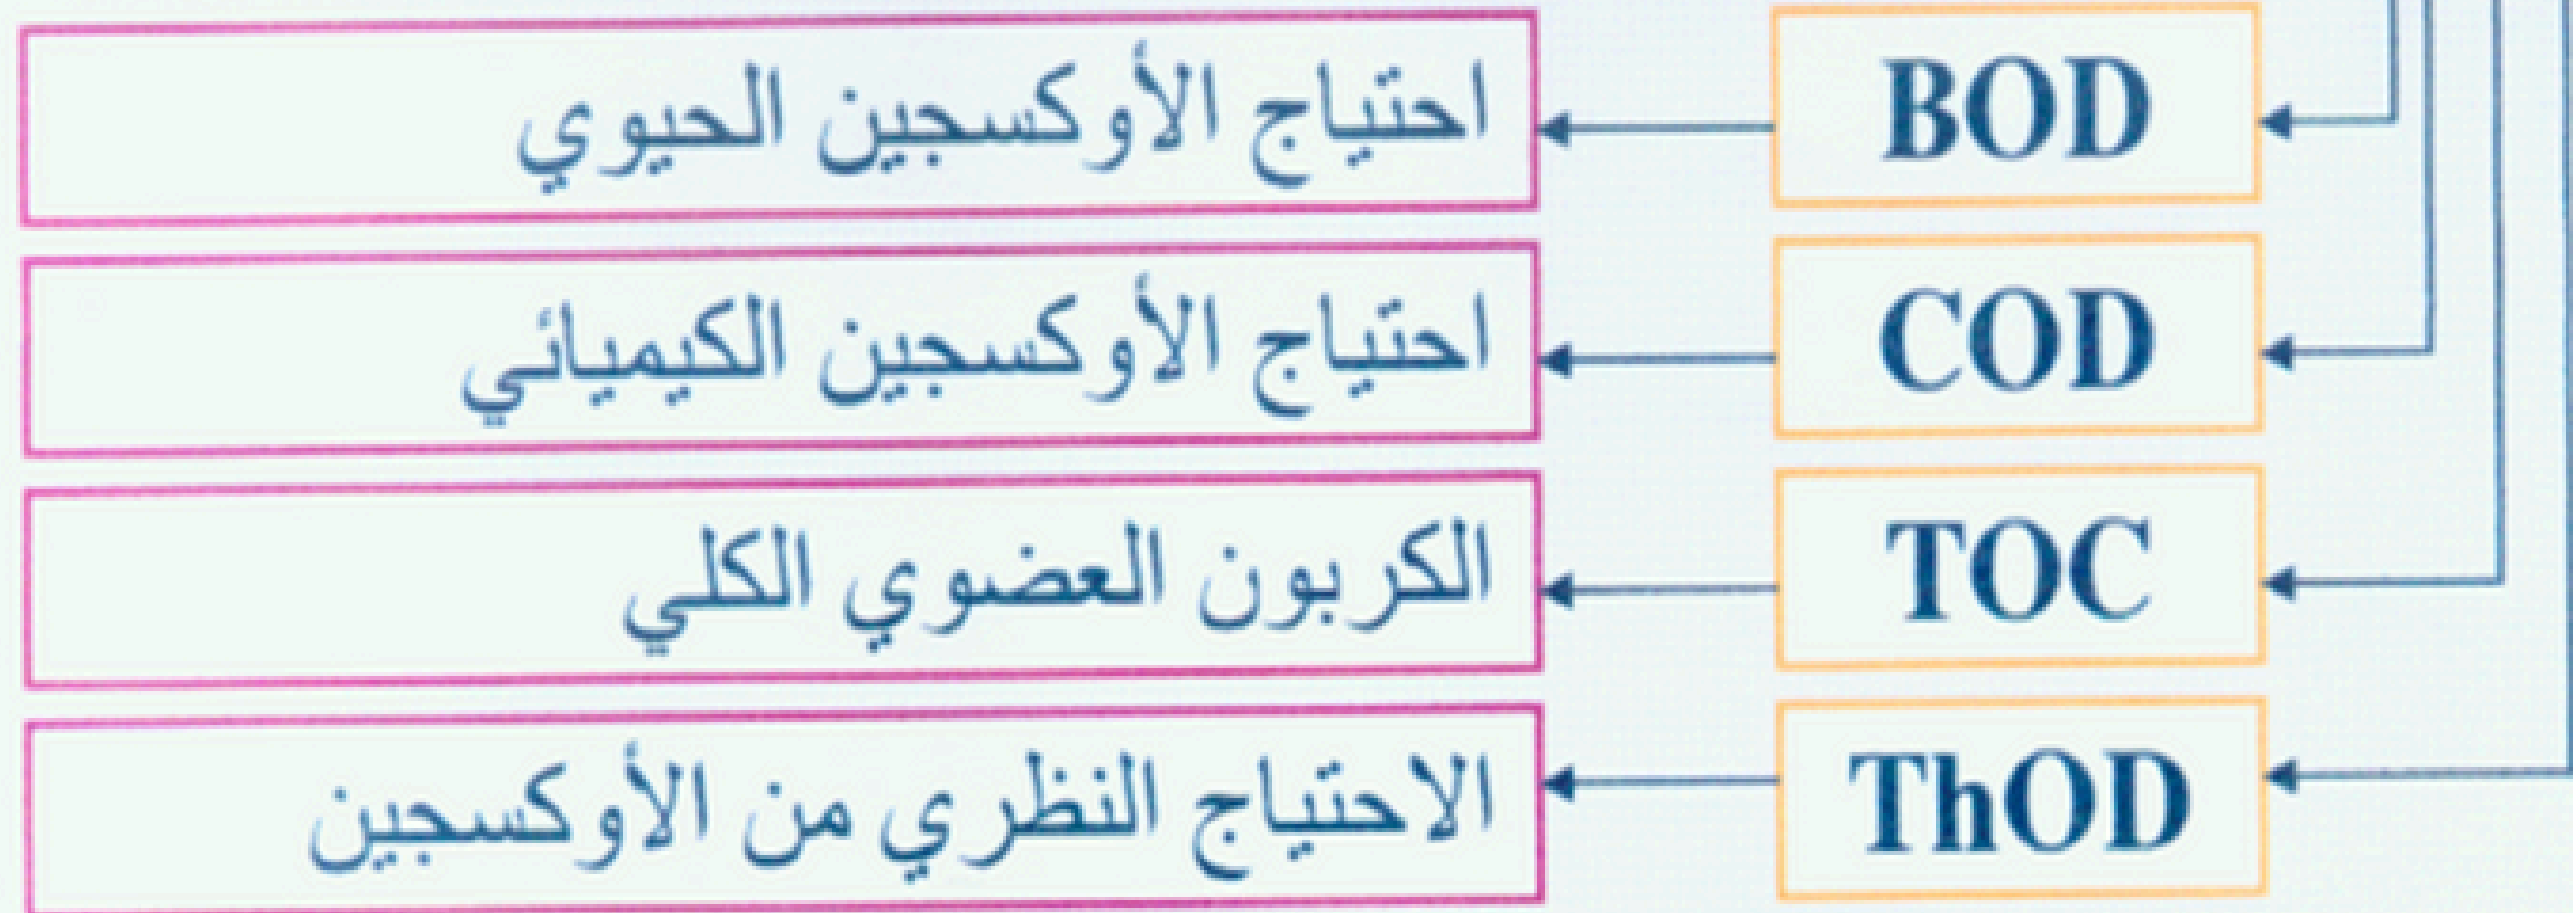 BOD
احتياج الأوكسجين الحيوي
COD
احتياج الأوكسجين الكيميائي
TOC
الكربون العضوي الكلي
ThOD
الاحتياج النظري من الأوكسجين